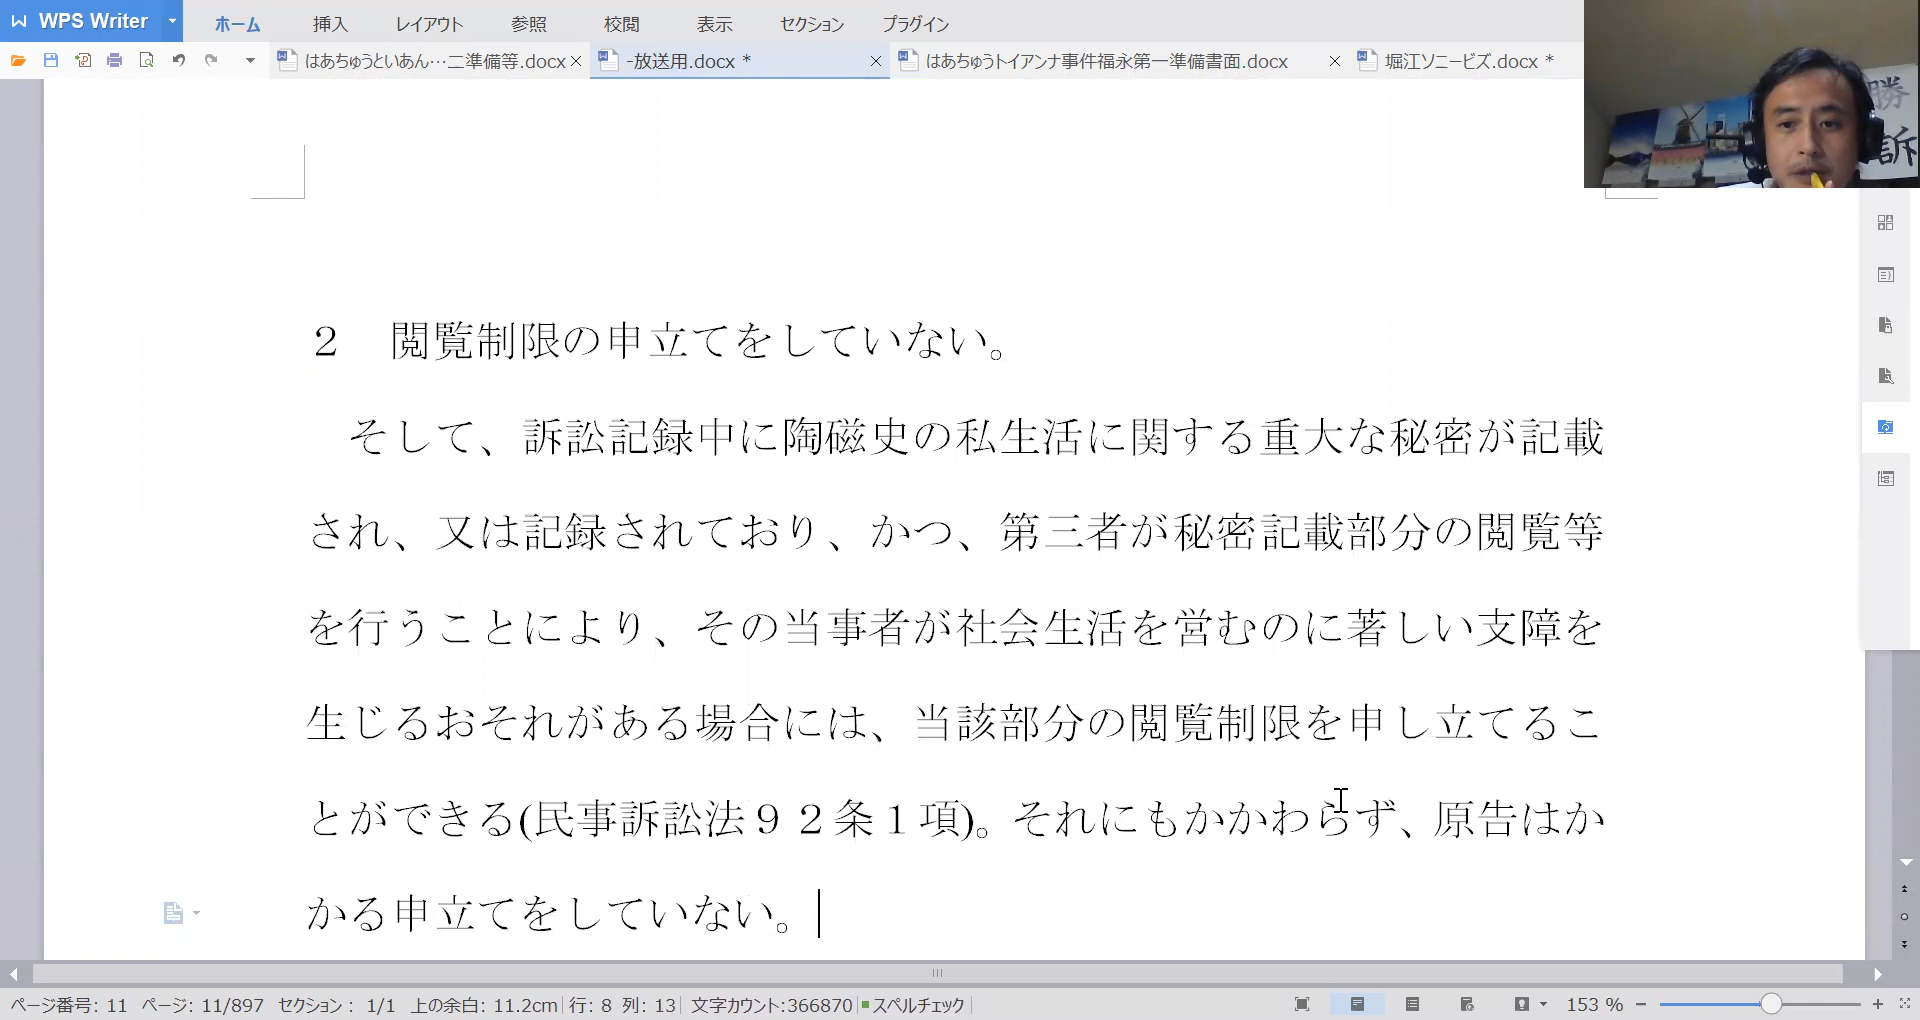 WPS Writer
ホーム 挿入 レイアウト 参照 校閲 表示 セクション プラグイン
はあちゅうといあん…二準備等.docx
-放送用.docx *
はあちゅうトイアンナ事件福永第一準備書面.docx
堀江ソニービズ.docx *
勝
訴
２　閲覧制限の申立てをしていない。
そして、訴訟記録中に陶磁史の私生活に関する重大な秘密が記載
され、又は記録されており、かつ、第三者が秘密記載部分の閲覧等
を行うことにより、その当事者が社会生活を営むのに著しい支障を
生じるおそれがある場合には、当該部分の閲覧制限を申し立てるこ
とができる(民事訴訟法９２条１項)。それにもかかわらず、原告はか
かる申立てをしていない。
ページ番号: 11 ページ: 11/897 セクション: 1/1 上の余白: 11.2cm 行: 8 列: 13 文字カウント:366870 スペルチェック 153 %